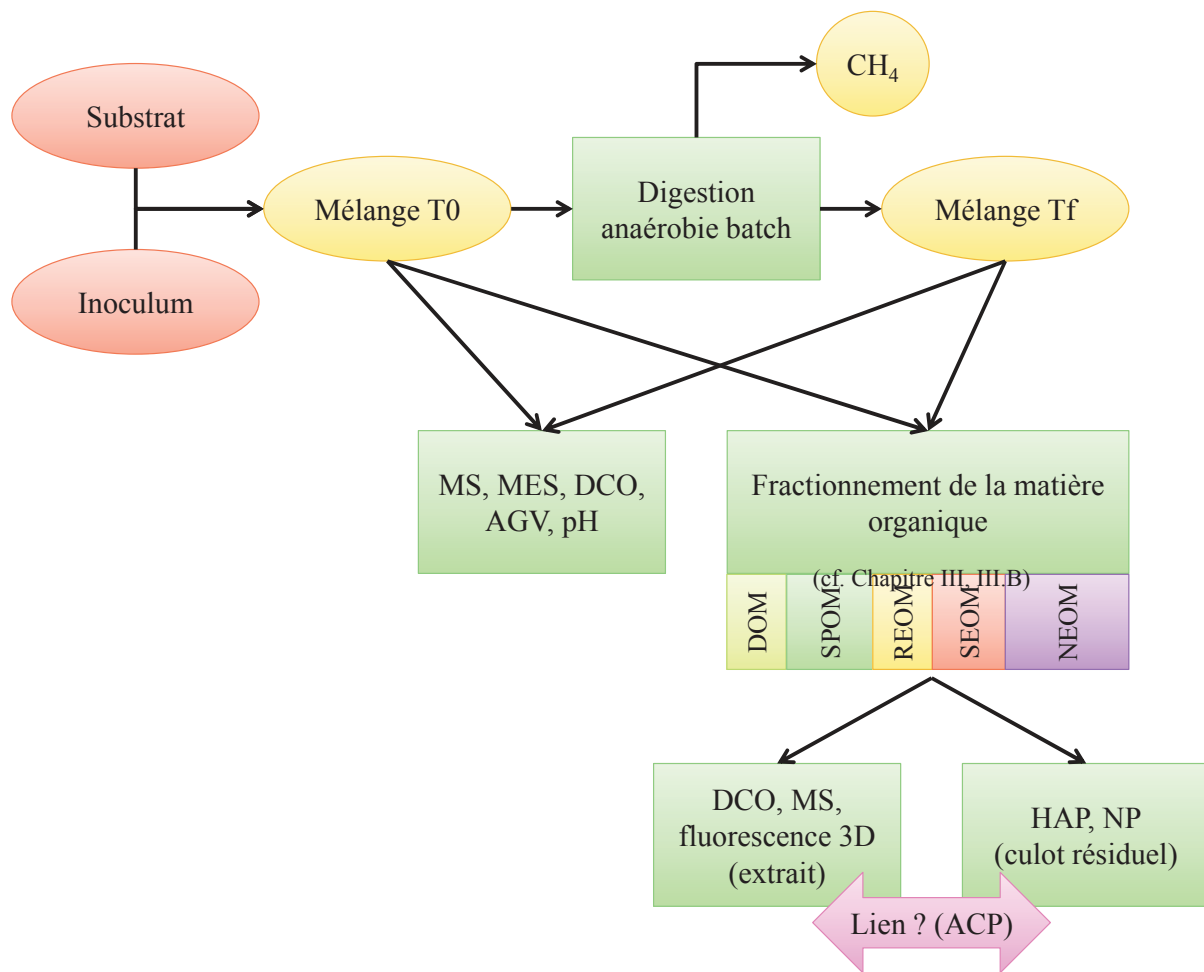 CH₄
Substrat
Mélange T0
Digestion
anaérobie batch
Mélange Tf
Inoculum
MS, MES, DCO,
AGV, pH
Fractionnement de la matière
organique
(cf. Chapitre III, III.B)
DOM
SPOM
REOM
SEOM
NEOM
DCO, MS,
fluorescence 3D
(extrait)
HAP, NP
(culot résiduel)
Lien ? (ACP)